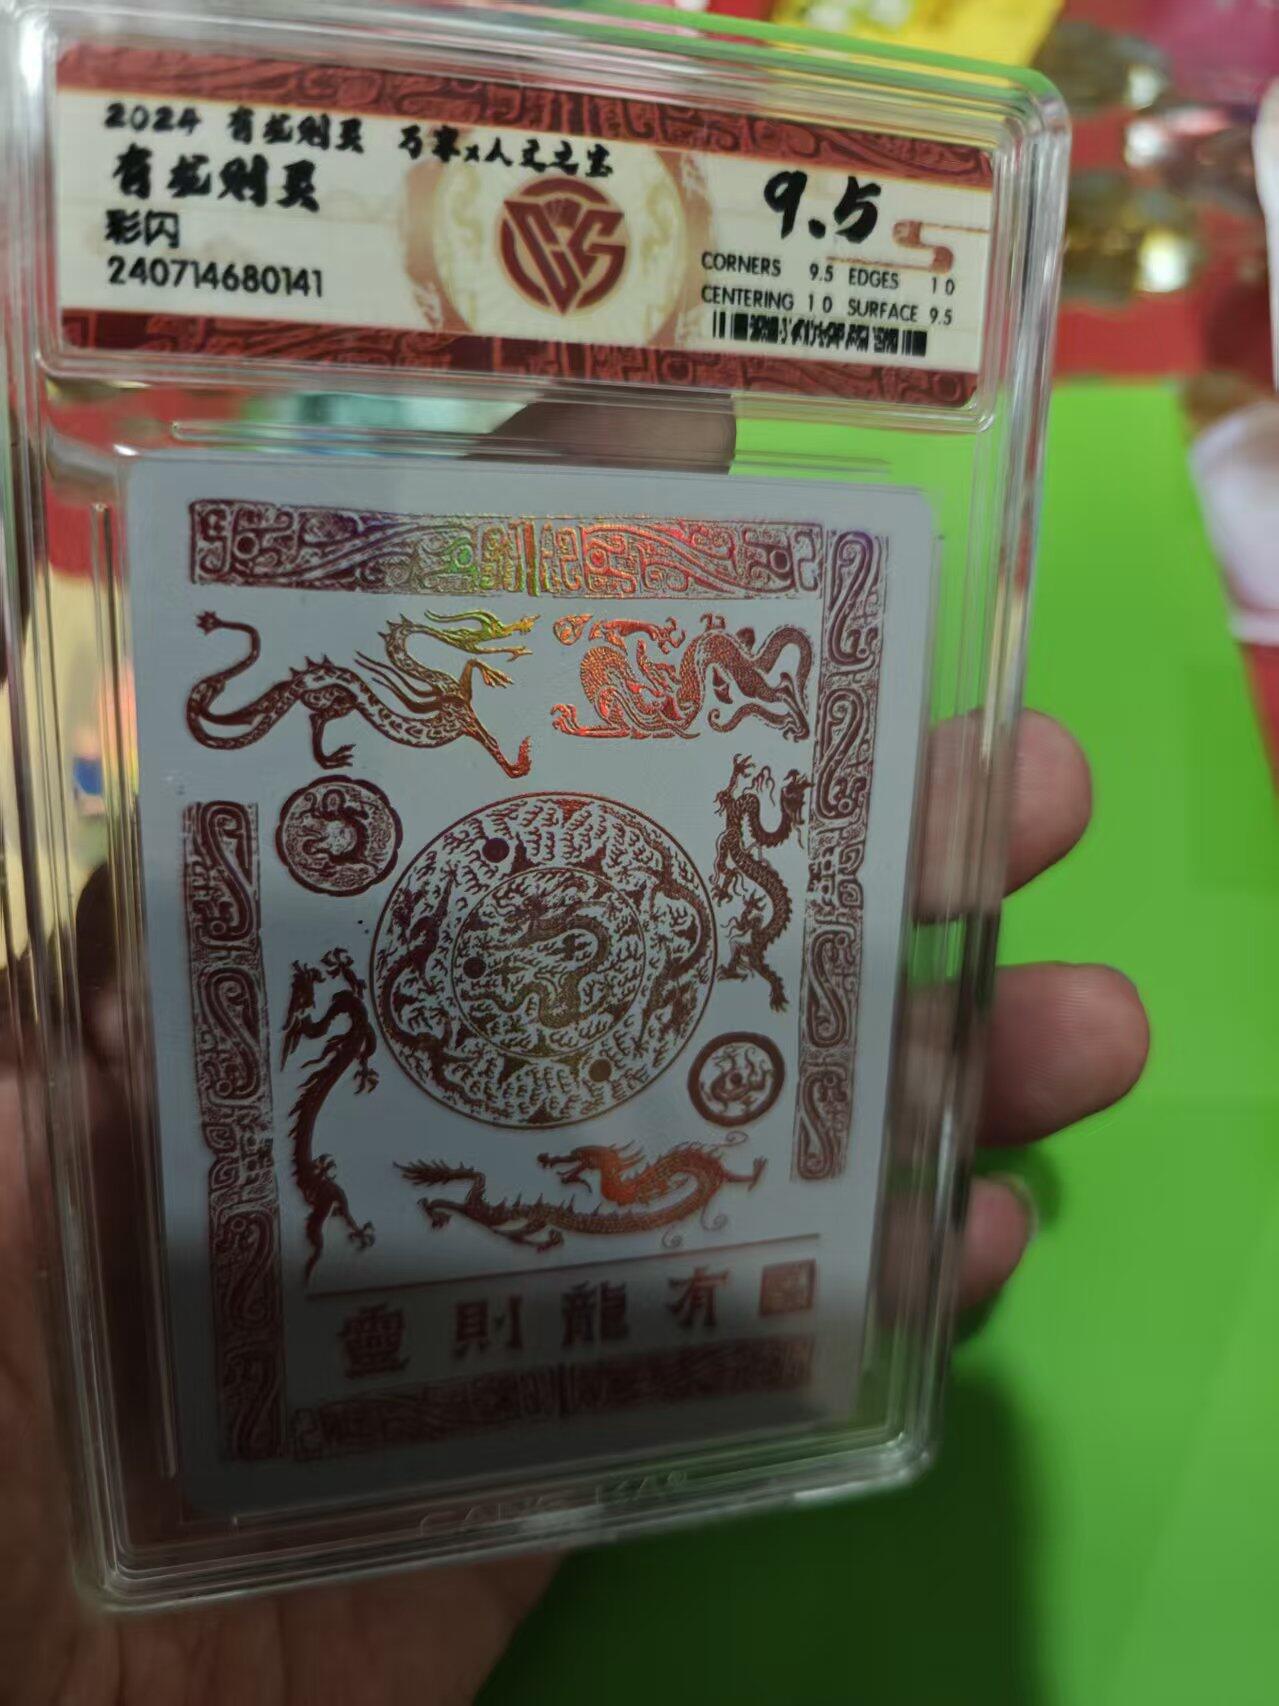 2024 有龙则灵 万宝x人文之宝
有龙则灵
彩闪
240714680141
9.5
CORNERS 9.5 EDGES 10
CENTERING 10 SURFACE 9.5
靈則龍有